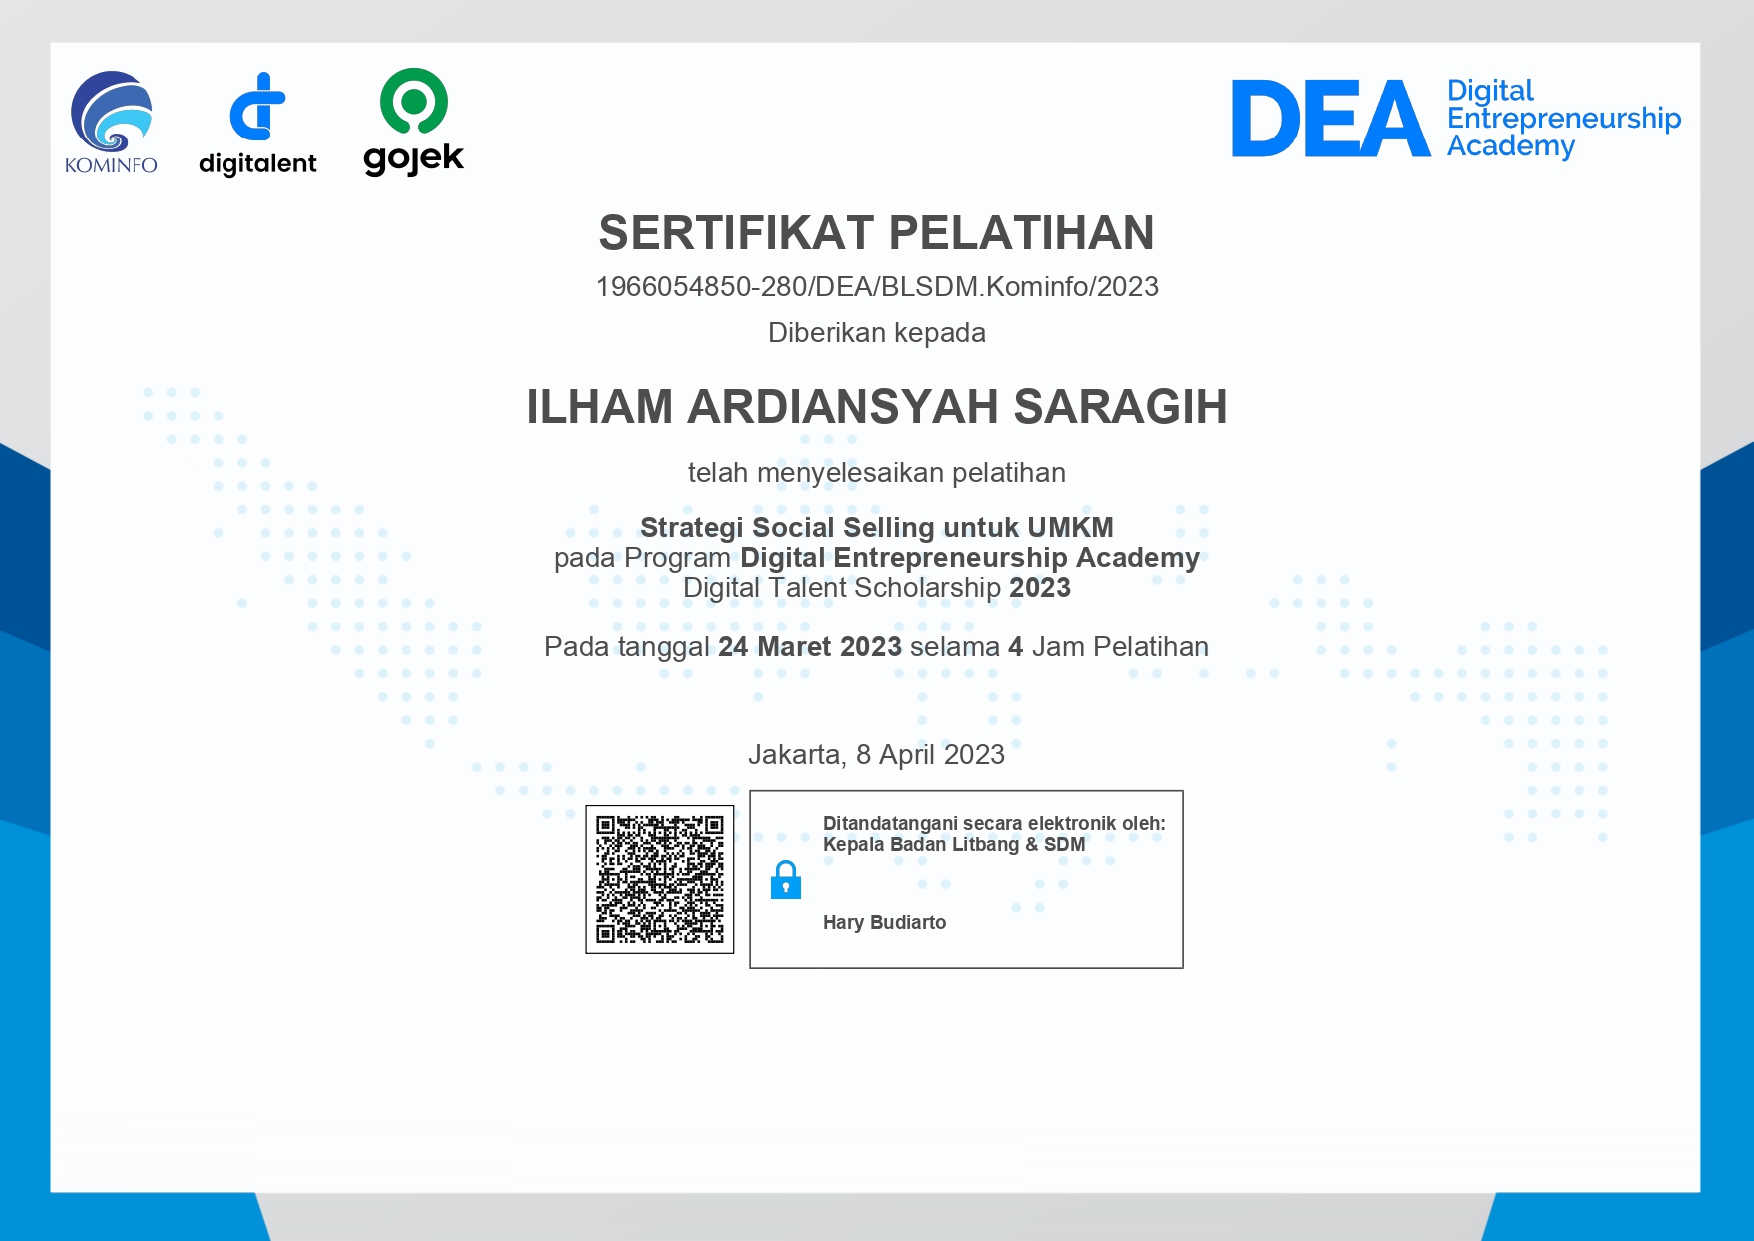 KOMINFO
digitalent
gojek
DEA
Digital
Entrepreneurship
Academy
SERTIFIKAT PELATIHAN
1966054850-280/DEA/BLSDM.Kominfo/2023
Diberikan kepada
ILHAM ARDIANSYAH SARAGIH
telah menyelesaikan pelatihan
Strategi Social Selling untuk UMKM
pada Program Digital Entrepreneurship Academy
Digital Talent Scholarship 2023
Pada tanggal 24 Maret 2023 selama 4 Jam Pelatihan
Jakarta, 8 April 2023
Ditandatangani secara elektronik oleh:
Kepala Badan Litbang & SDM
Hary Budiarto